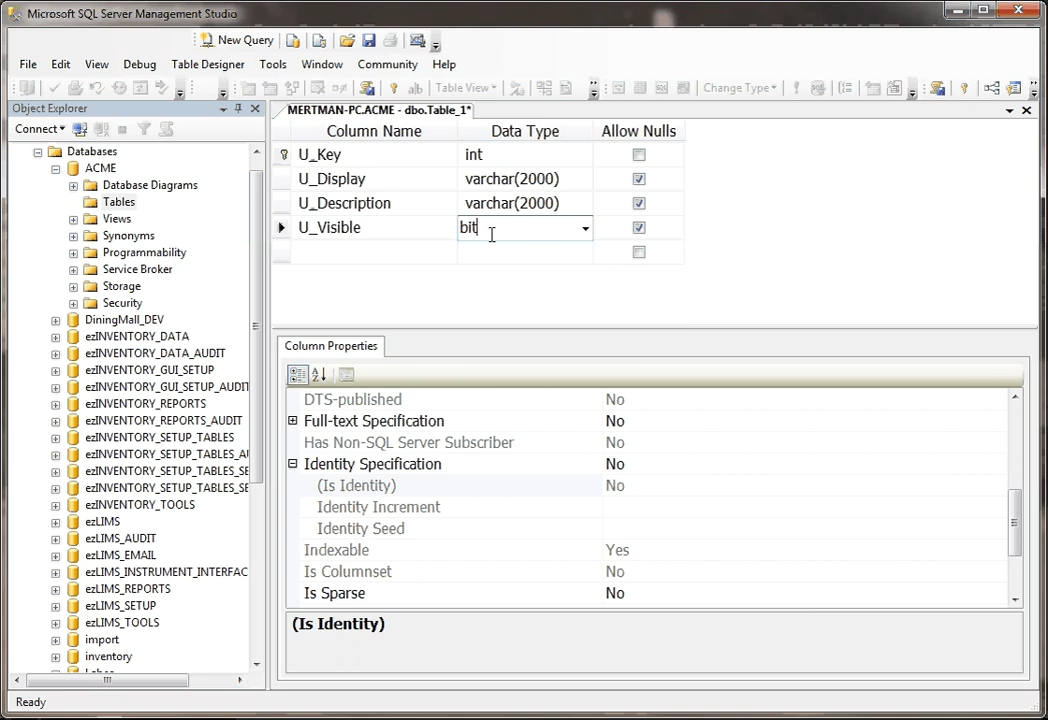 Microsoft SQL Server Management Studio
New Query
File Edit View Debug Table Designer Tools Window Community Help
Table View
Change Type
Object Explorer
Connect
Databases
ACME
Database Diagrams
Tables
Views
Synonyms
Programmability
Service Broker
Storage
Security
DiningMall_DEV
ezINVENTORY_DATA
ezINVENTORY_DATA_AUDIT
ezINVENTORY_GUI_SETUP
ezINVENTORY_GUI_SETUP_AUDIT
ezINVENTORY_REPORTS
ezINVENTORY_REPORTS_AUDIT
ezINVENTORY_SETUP_TABLES
ezINVENTORY_SETUP_TABLES_AU
ezINVENTORY_SETUP_TABLES_SE
ezINVENTORY_SETUP_TABLES_SE
ezINVENTORY_TOOLS
ezLIMS
ezLIMS_AUDIT
ezLIMS_EMAIL
ezLIMS_INSTRUMENT_INTERFAC
ezLIMS_REPORTS
ezLIMS_SETUP
ezLIMS_TOOLS
import
inventory
MERTMAN-PC.ACME - dbo.Table_1*
Column Name Data Type Allow Nulls
U_Key int
U_Display varchar(2000)
U_Description varchar(2000)
U_Visible bit
Column Properties
DTS-published No
Full-text Specification No
Has Non-SQL Server Subscriber No
Identity Specification No
(Is Identity) No
Identity Increment
Identity Seed
Indexable Yes
Is Columnset No
Is Sparse No
(Is Identity)
Ready